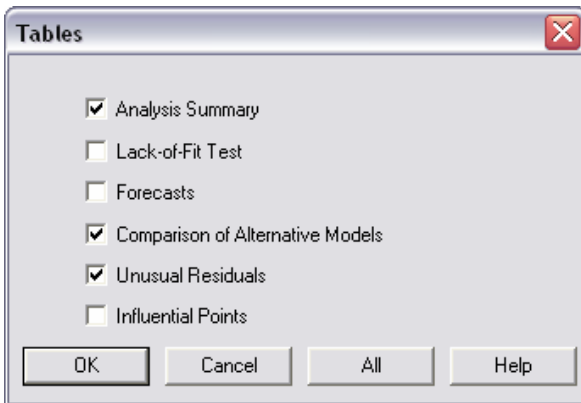 Tables
Analysis Summary
Lack-of-Fit Test
Forecasts
Comparison of Alternative Models
Unusual Residuals
Influential Points
OK Cancel All Help